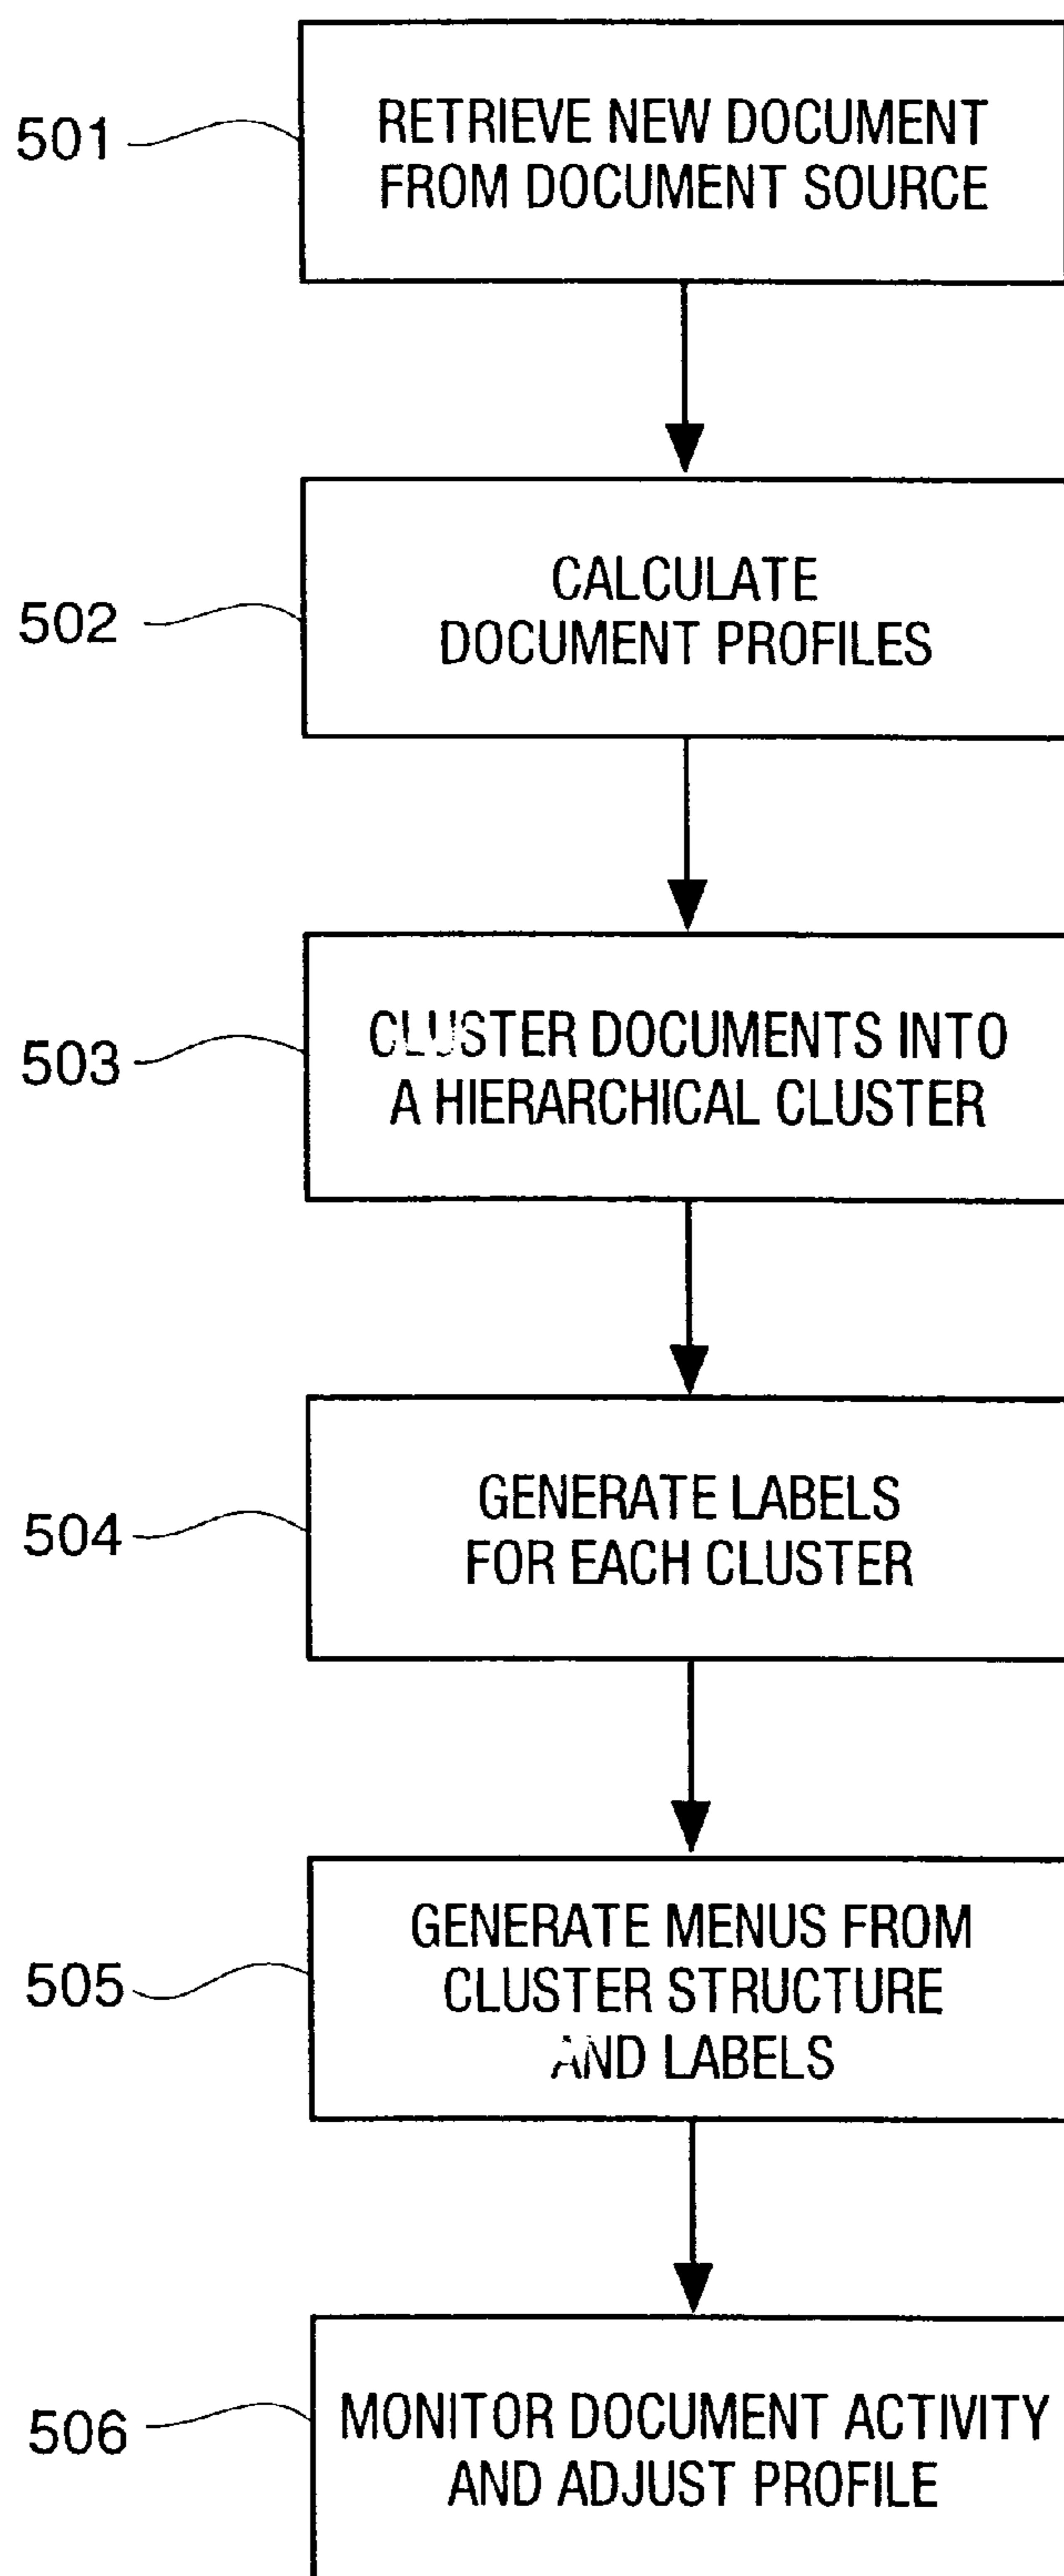 501
RETRIEVE NEW DOCUMENT
FROM DOCUMENT SOURCE
502
CALCULATE
DOCUMENT PROFILES
503
CLUSTER DOCUMENTS INTO
A HIERARCHICAL CLUSTER
504
GENERATE LABELS
FOR EACH CLUSTER
505
GENERATE MENUS FROM
CLUSTER STRUCTURE
AND LABELS
506
MONITOR DOCUMENT ACTIVITY
AND ADJUST PROFILE